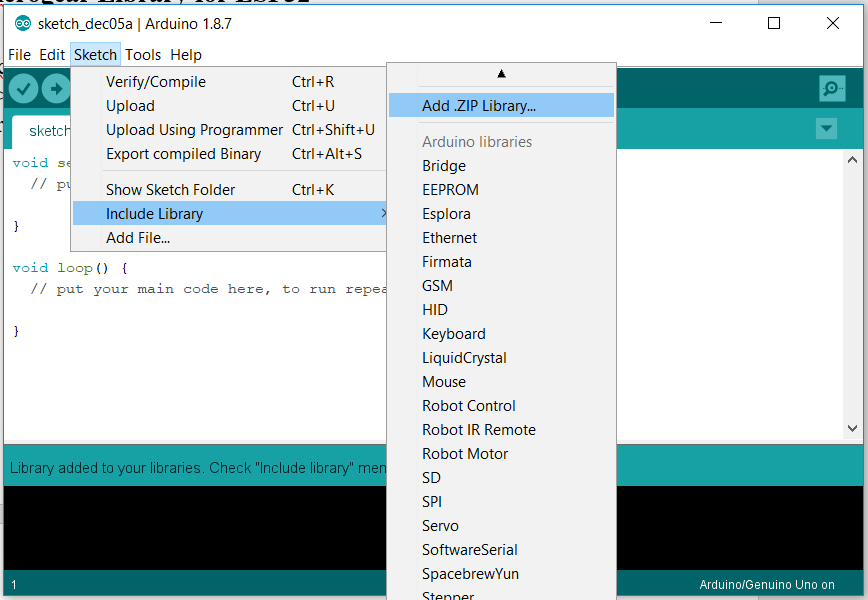 Library for ESP32
sketch_dec05a | Arduino 1.8.7
File Edit Sketch Tools Help
Verify/Compile Ctrl+R
Upload Ctrl+U
Upload Using Programmer Ctrl+Shift+U
Export compiled Binary Ctrl+Alt+S
Show Sketch Folder Ctrl+K
Include Library
Add File...
▲
Add .ZIP Library...
Arduino libraries
Bridge
EEPROM
Esplora
Ethernet
Firmata
GSM
HID
Keyboard
LiquidCrystal
Mouse
Robot Control
Robot IR Remote
Robot Motor
SD
SPI
Servo
SoftwareSerial
SpacebrewYun
Stepper
sketch
void se
// pu
}
void loop() {
// put your main code here, to run repea
}
Library added to your libraries. Check "Include library" men
1
Arduino/Genuino Uno on